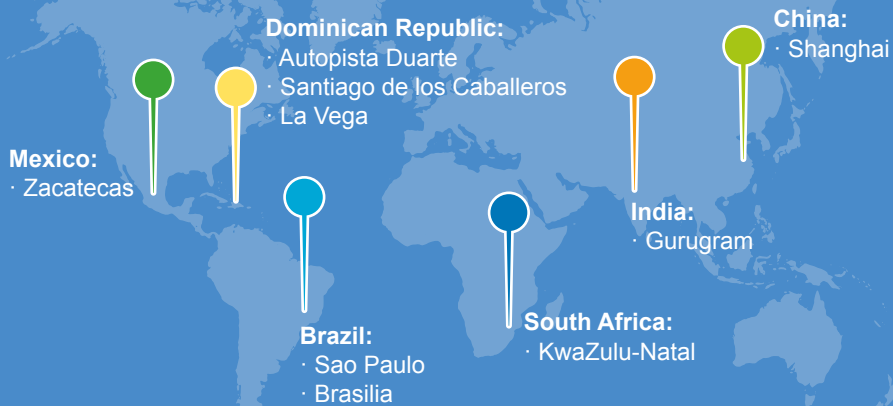 Dominican Republic:
· Autopista Duarte
· Santiago de los Caballeros
· La Vega
China:
· Shanghai
Mexico:
· Zacatecas
India:
· Gurugram
Brazil:
· Sao Paulo
· Brasilia
South Africa:
· KwaZulu-Natal